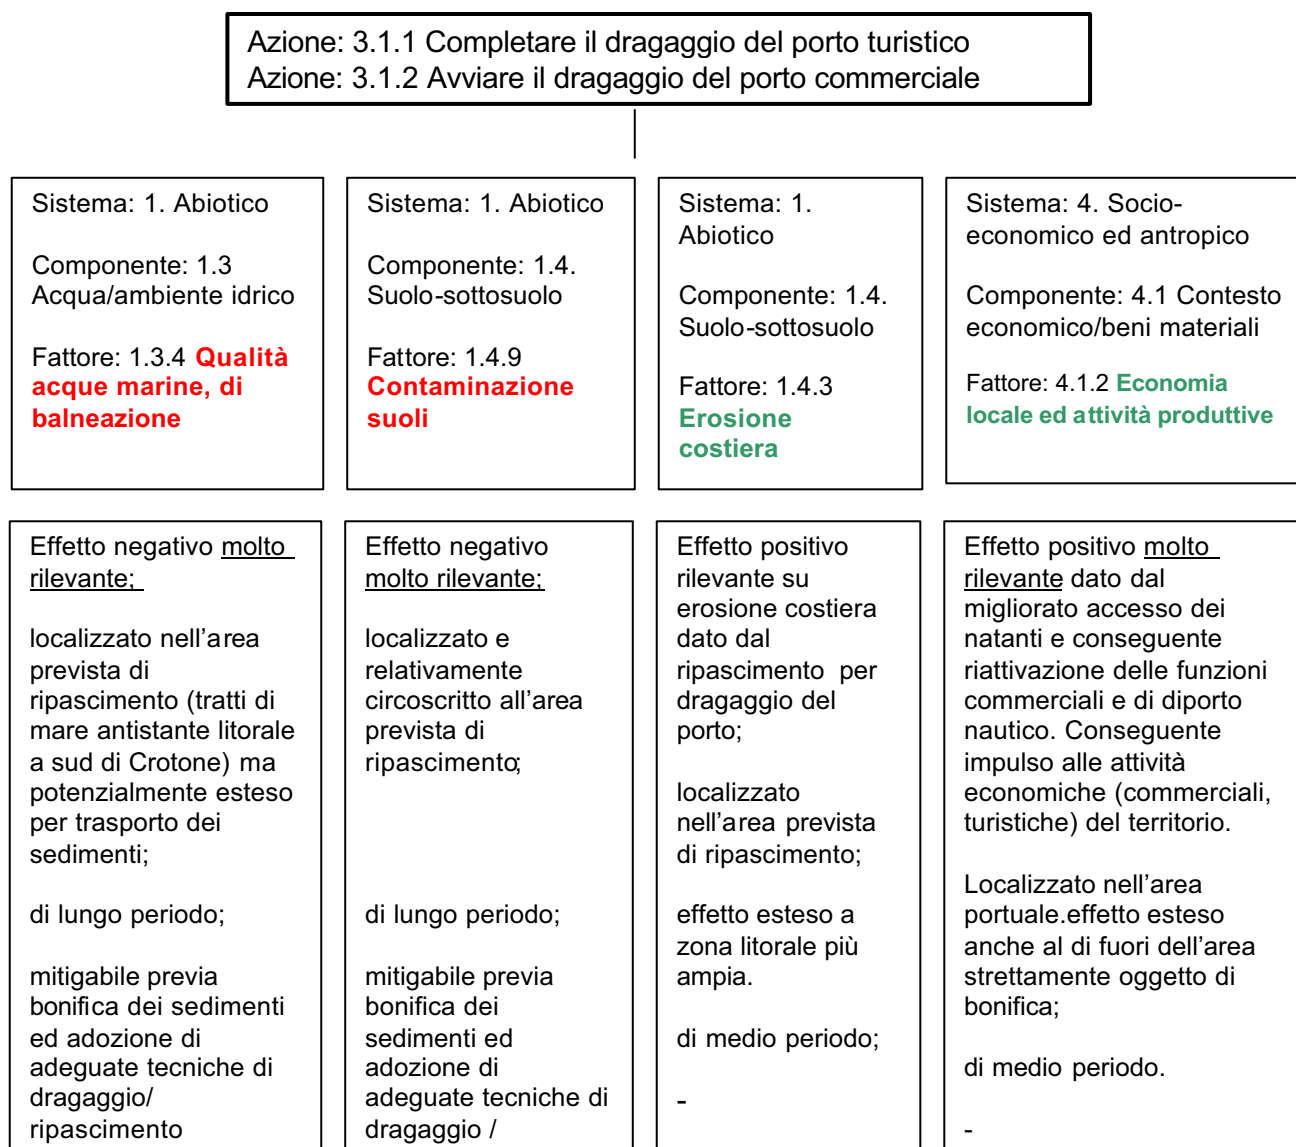 Azione: 3.1.1 Completare il dragaggio del porto turistico
Azione: 3.1.2 Avviare il dragaggio del porto commerciale
Sistema: 1. Abiotico
Componente: 1.3
Acqua/ambiente idrico
Fattore: 1.3.4 Qualità
acque marine, di
balneazione
Sistema: 1. Abiotico
Componente: 1.4.
Suolo-sottosuolo
Fattore: 1.4.9
Contaminazione
suoli
Sistema: 1.
Abiotico
Componente: 1.4.
Suolo-sottosuolo
Fattore: 1.4.3
Erosione
costiera
Sistema: 4. Socio-
economico ed antropico
Componente: 4.1 Contesto
economico/beni materiali
Fattore: 4.1.2 Economia
locale ed attività produttive
Effetto negativo molto
rilevante;
localizzato nell’area
prevista di
ripascimento (tratti di
mare antistante litorale
a sud di Crotone) ma
potenzialmente esteso
per trasporto dei
sedimenti;
di lungo periodo;
mitigabile previa
bonifica dei sedimenti
ed adozione di
adeguate tecniche di
dragaggio/
ripascimento
Effetto negativo
molto rilevante;
localizzato e
relativamente
circoscritto all’area
prevista di
ripascimento;
di lungo periodo;
mitigabile previa
bonifica dei
sedimenti ed
adozione di
adeguate tecniche di
dragaggio /
Effetto positivo
rilevante su
erosione costiera
dato dal
ripascimento per
dragaggio del
porto;
localizzato
nell’area prevista
di ripascimento;
effetto esteso a
zona litorale più
ampia.
di medio periodo;
-
Effetto positivo molto
rilevante dato dal
migliorato accesso dei
natanti e conseguente
riattivazione delle funzioni
commerciali e di diporto
nautico. Conseguente
impulso alle attività
economiche (commerciali,
turistiche) del territorio.
Localizzato nell’area
portuale.effetto esteso
anche al di fuori dell’area
strettamente oggetto di
bonifica;
di medio periodo.
-